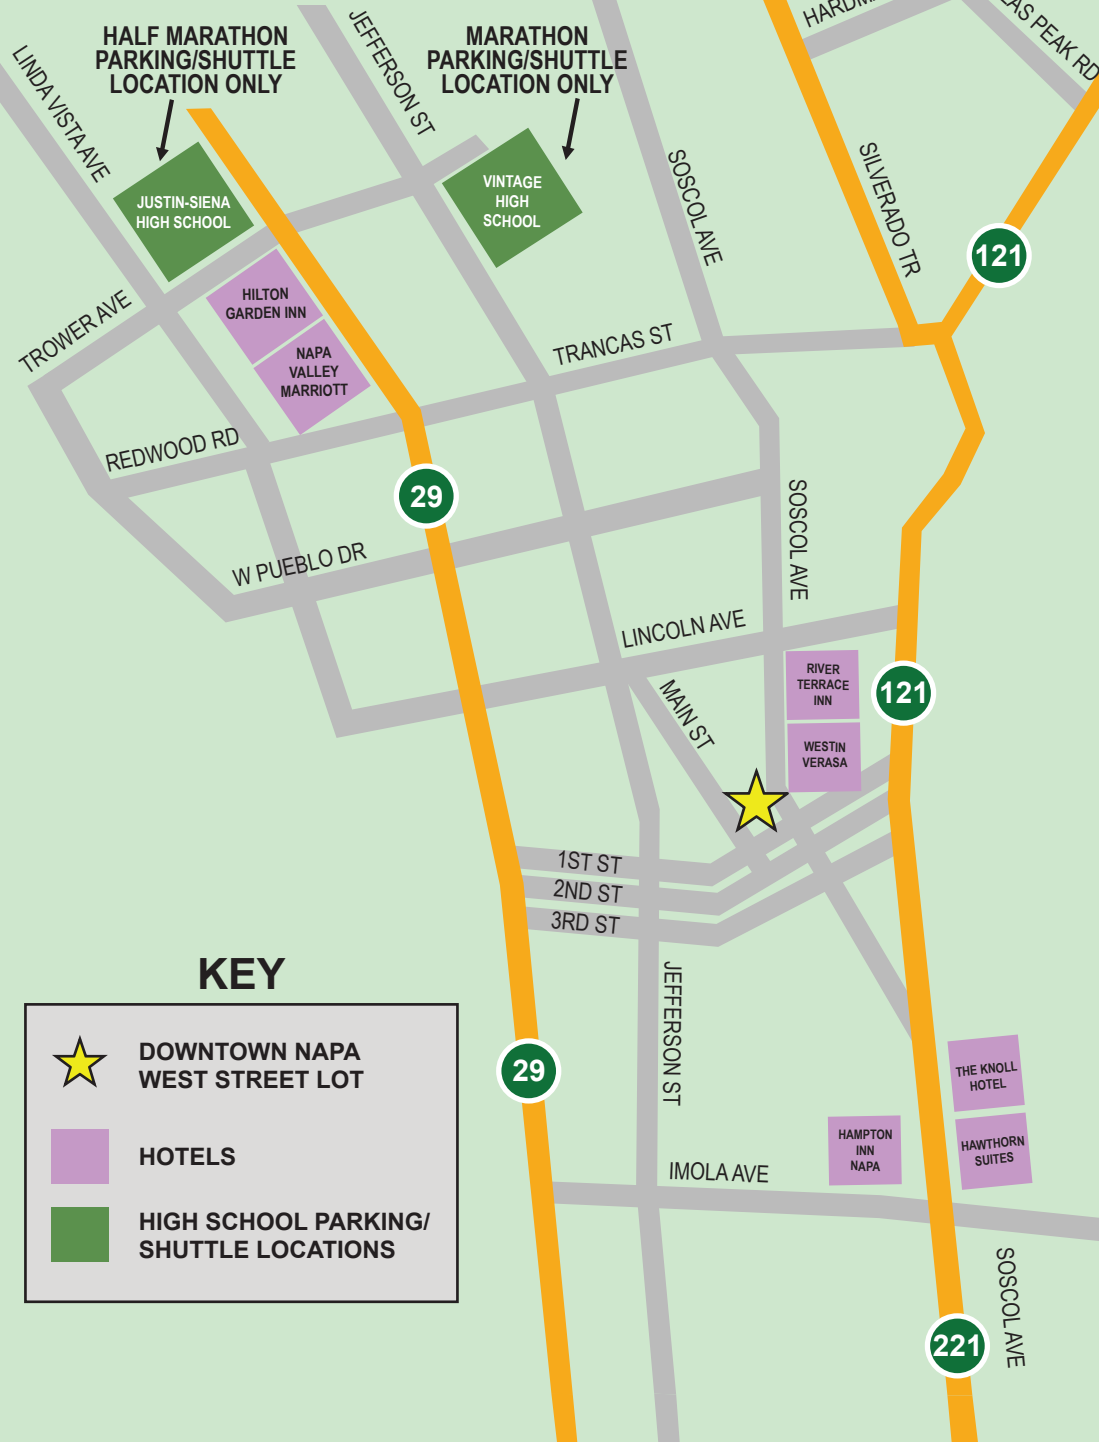 HALF MARATHON
PARKING/SHUTTLE
LOCATION ONLY
MARATHON
PARKING/SHUTTLE
LOCATION ONLY
LINDA VISTA AVE
JEFFERSON ST
PEAK RD
SOSCOL AVE
SILVERADO TR
121
JUSTIN-SIENA
HIGH SCHOOL
VINTAGE
HIGH
SCHOOL
TROWER AVE
HILTON
GARDEN INN
NAPA
VALLEY
MARRIOTT
TRANCAS ST
REDWOOD RD
29
SOSCOL AVE
W PUEBLO DR
LINCOLN AVE
MAIN ST
RIVER
TERRACE
INN
121
WESTIN
VERASA
1ST ST
2ND ST
3RD ST
JEFFERSON ST
KEY
DOWNTOWN NAPA
WEST STREET LOT
HOTELS
HIGH SCHOOL PARKING/
SHUTTLE LOCATIONS
29
THE KNOLL
HOTEL
HAMPTON
INN
NAPA
HAWTHORN
SUITES
IMOLA AVE
SOSCOL AVE
221